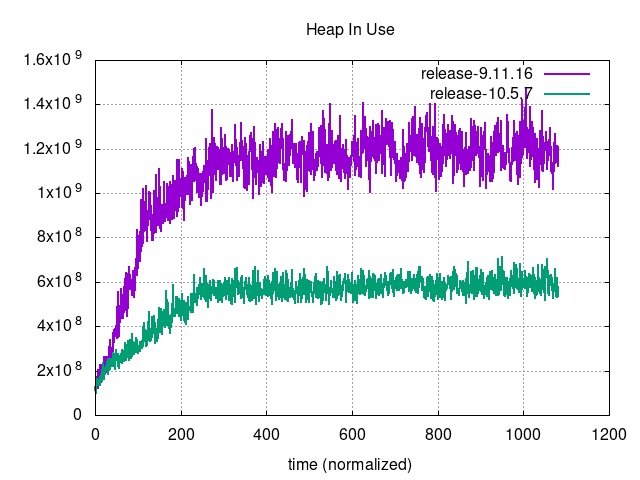 Heap In Use
release-9.11.16
release-10.5.7
1.6x10^9
1.4x10^9
1.2x10^9
1x10^9
8x10^8
6x10^8
4x10^8
2x10^8
0
0 200 400 600 800 1000 1200
time (normalized)